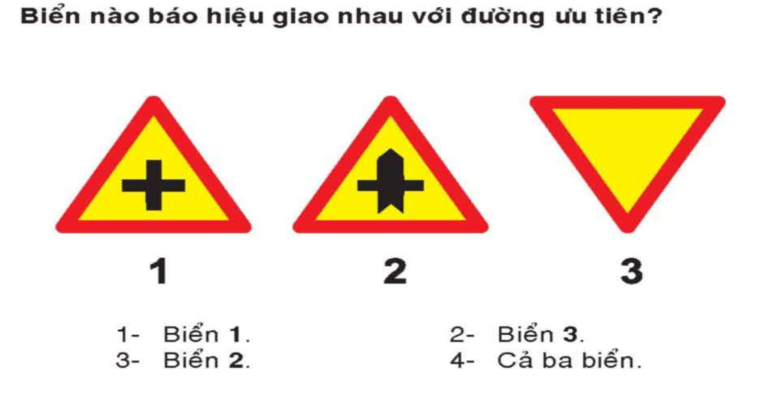 Biển nào báo hiệu giao nhau với đường ưu tiên?
1 2 3
1- Biển 1. 2- Biển 3.
3- Biển 2. 4- Cả ba biển.